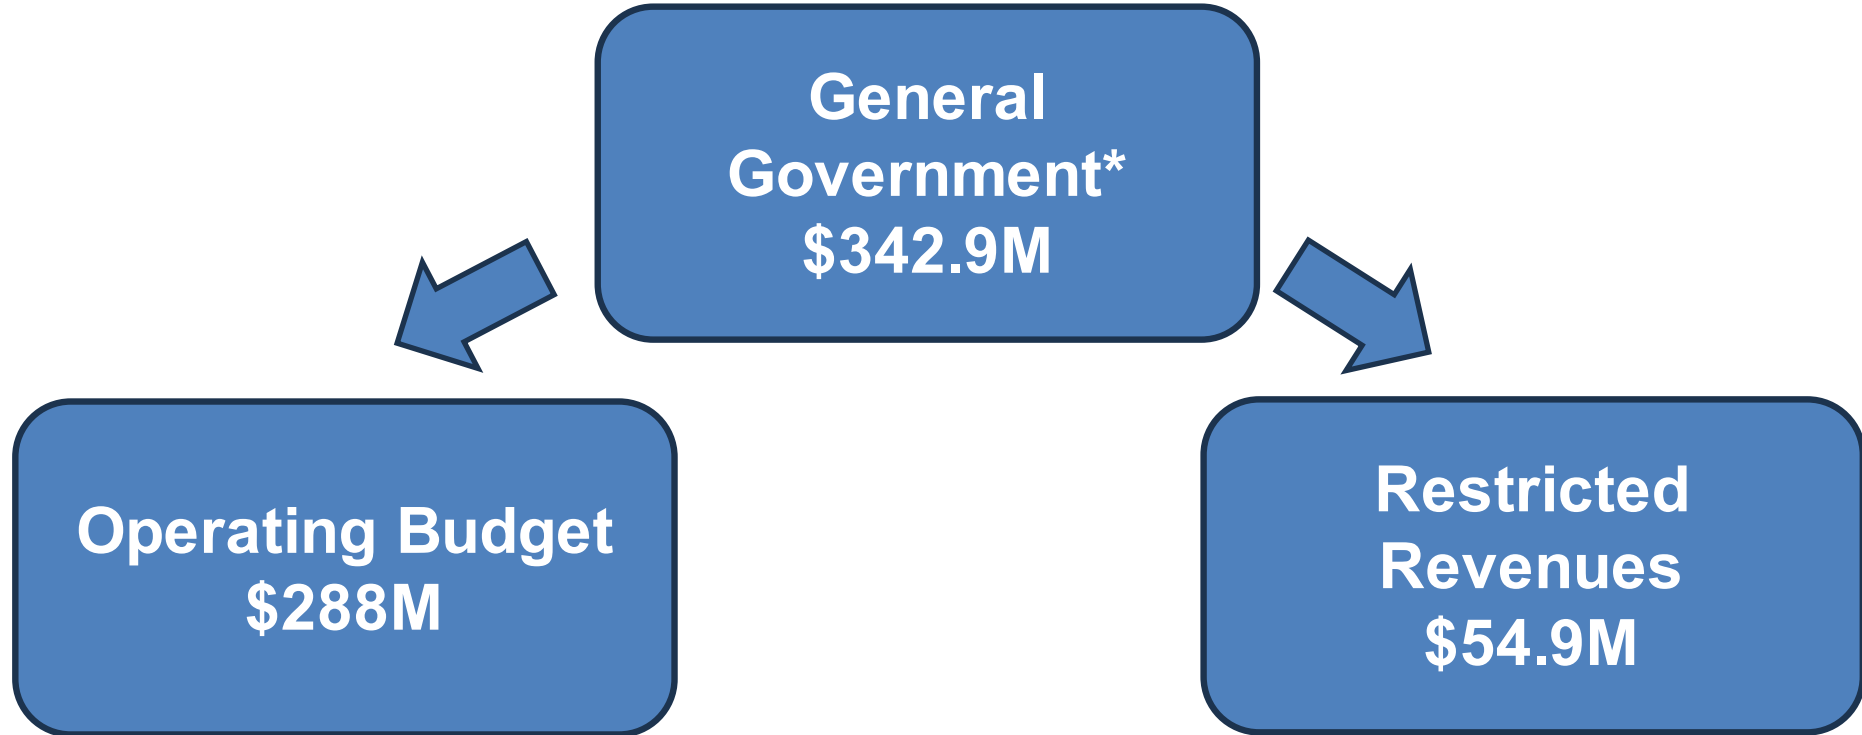 General
Government*
$342.9M
Operating Budget
$288M
Restricted
Revenues
$54.9M